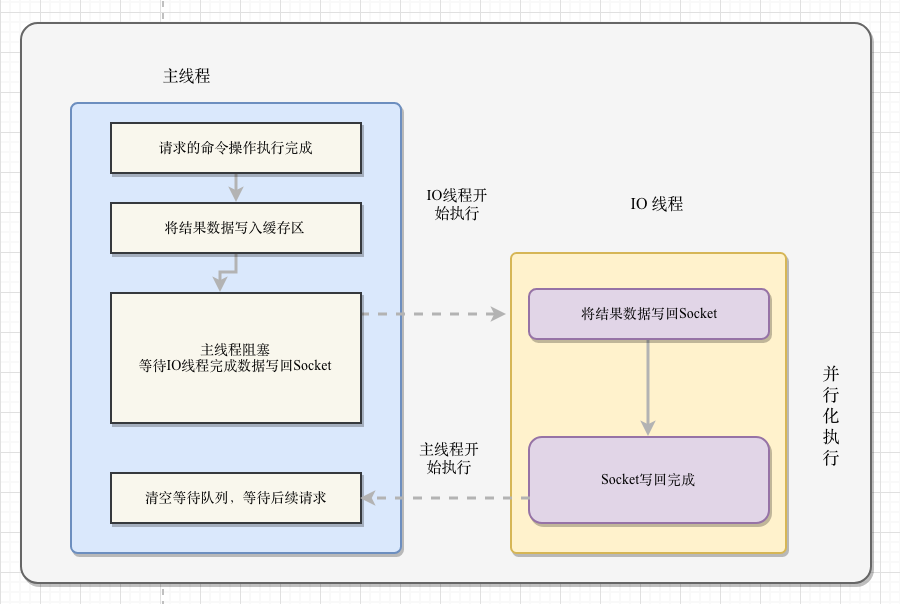 主线程
请求的命令操作执行完成
将结果数据写入缓存区
主线程阻塞
等待IO线程完成数据写回Socket
清空等待队列，等待后续请求
IO线程开
始执行
主线程开
始执行
IO 线程
将结果数据写回Socket
Socket写回完成
并
行
化
执
行